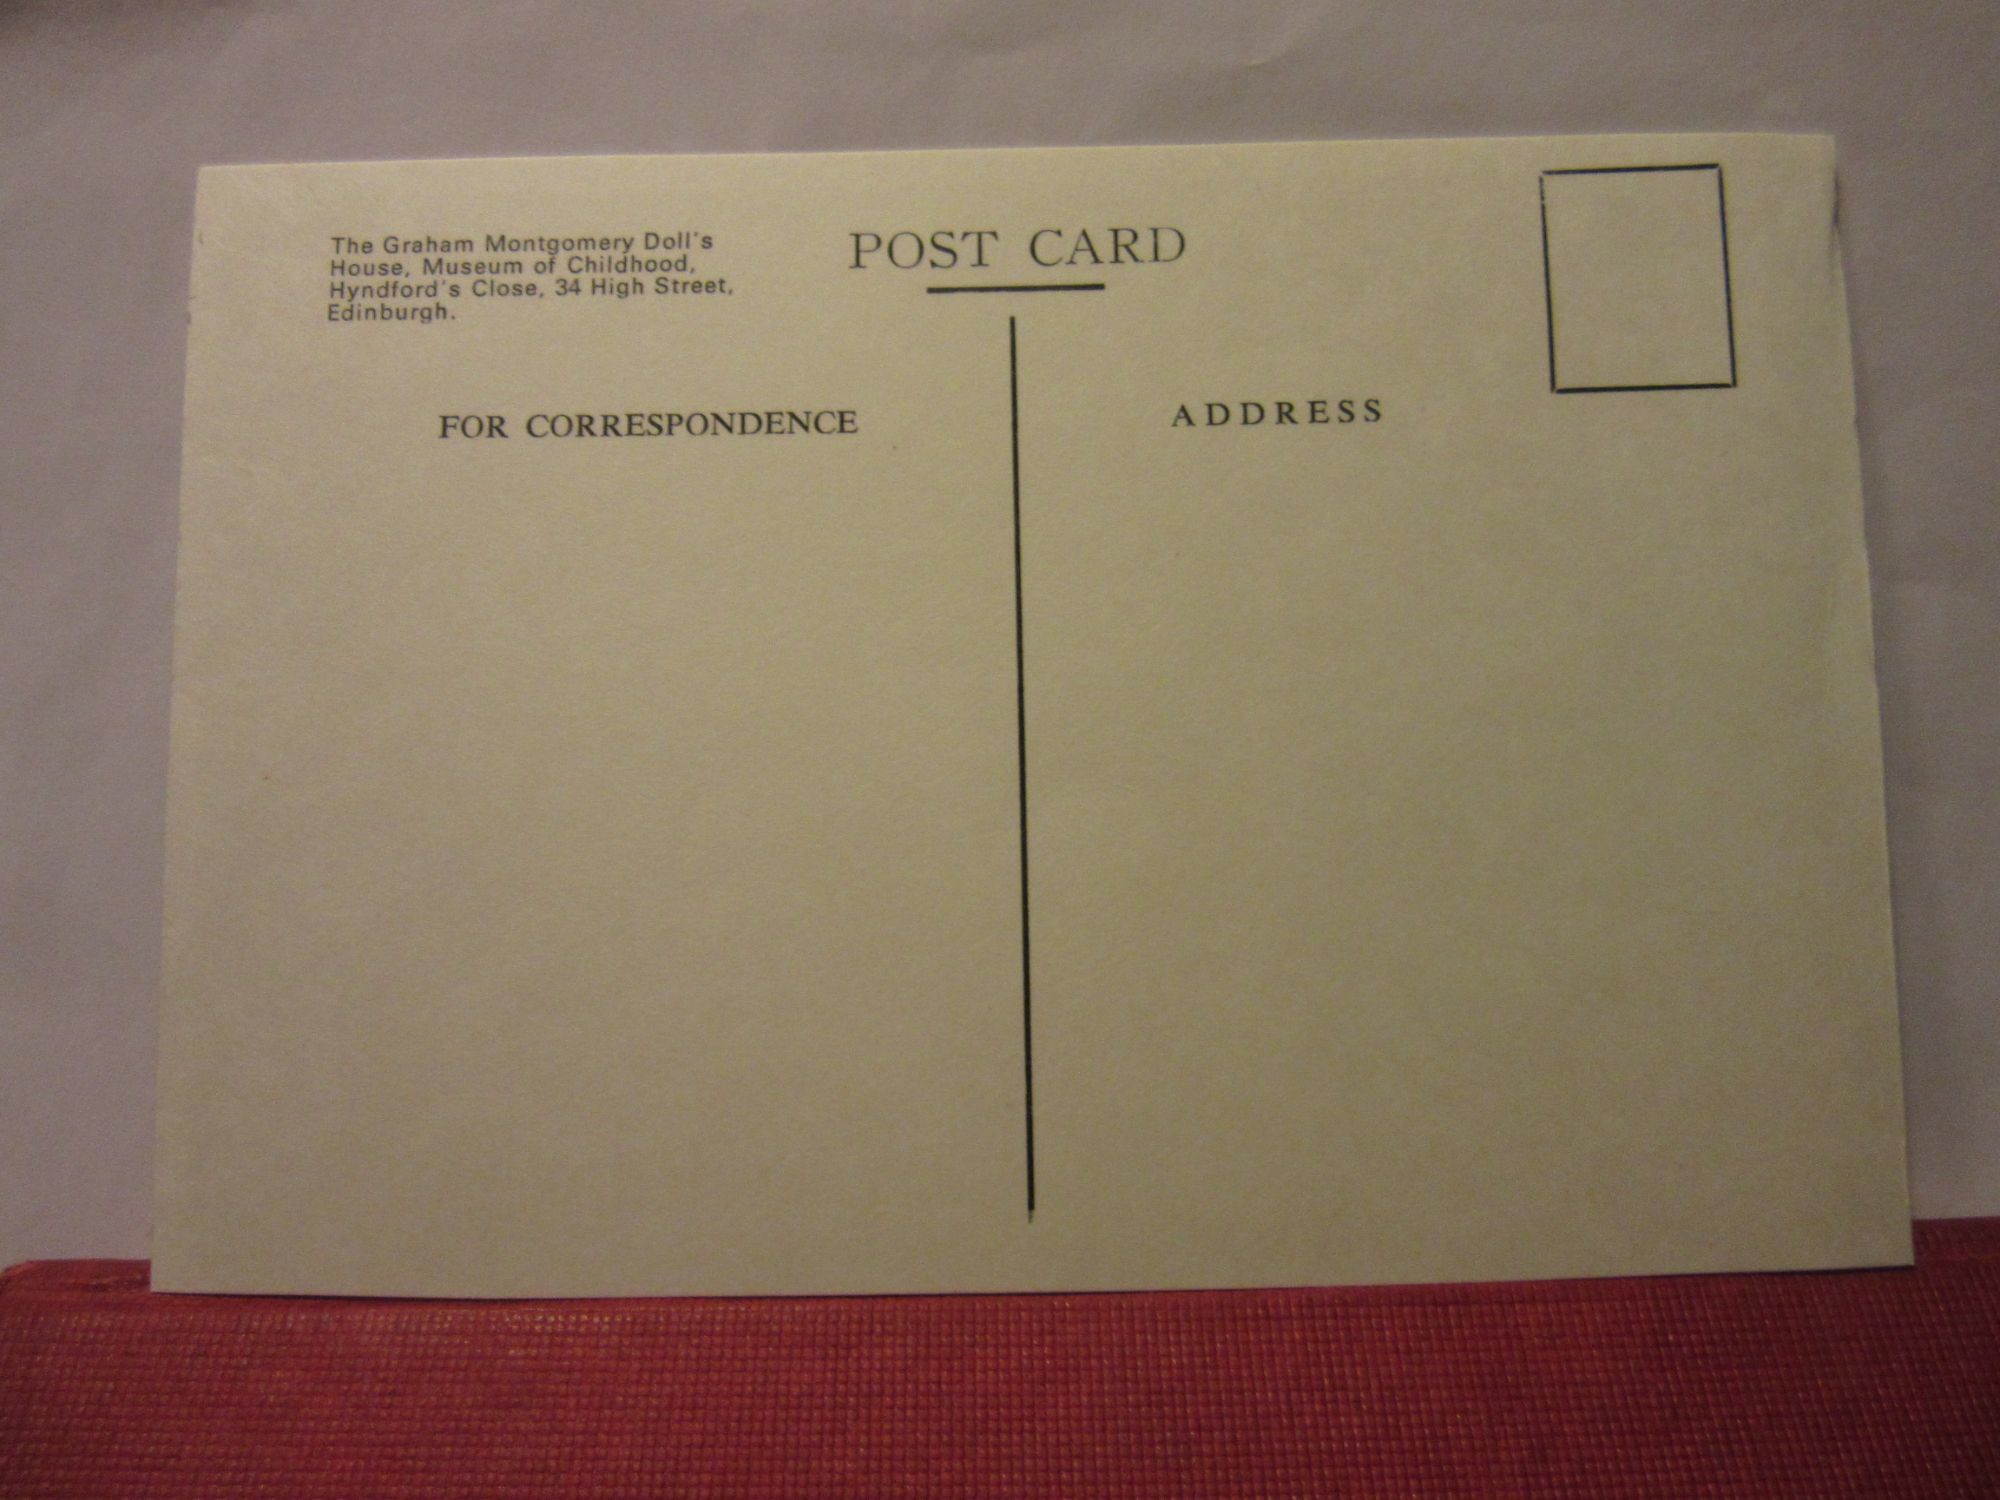 The Graham Montgomery Doll's
House, Museum of Childhood,
Hyndford's Close, 34 High Street,
Edinburgh.
POST CARD
FOR CORRESPONDENCE
ADDRESS